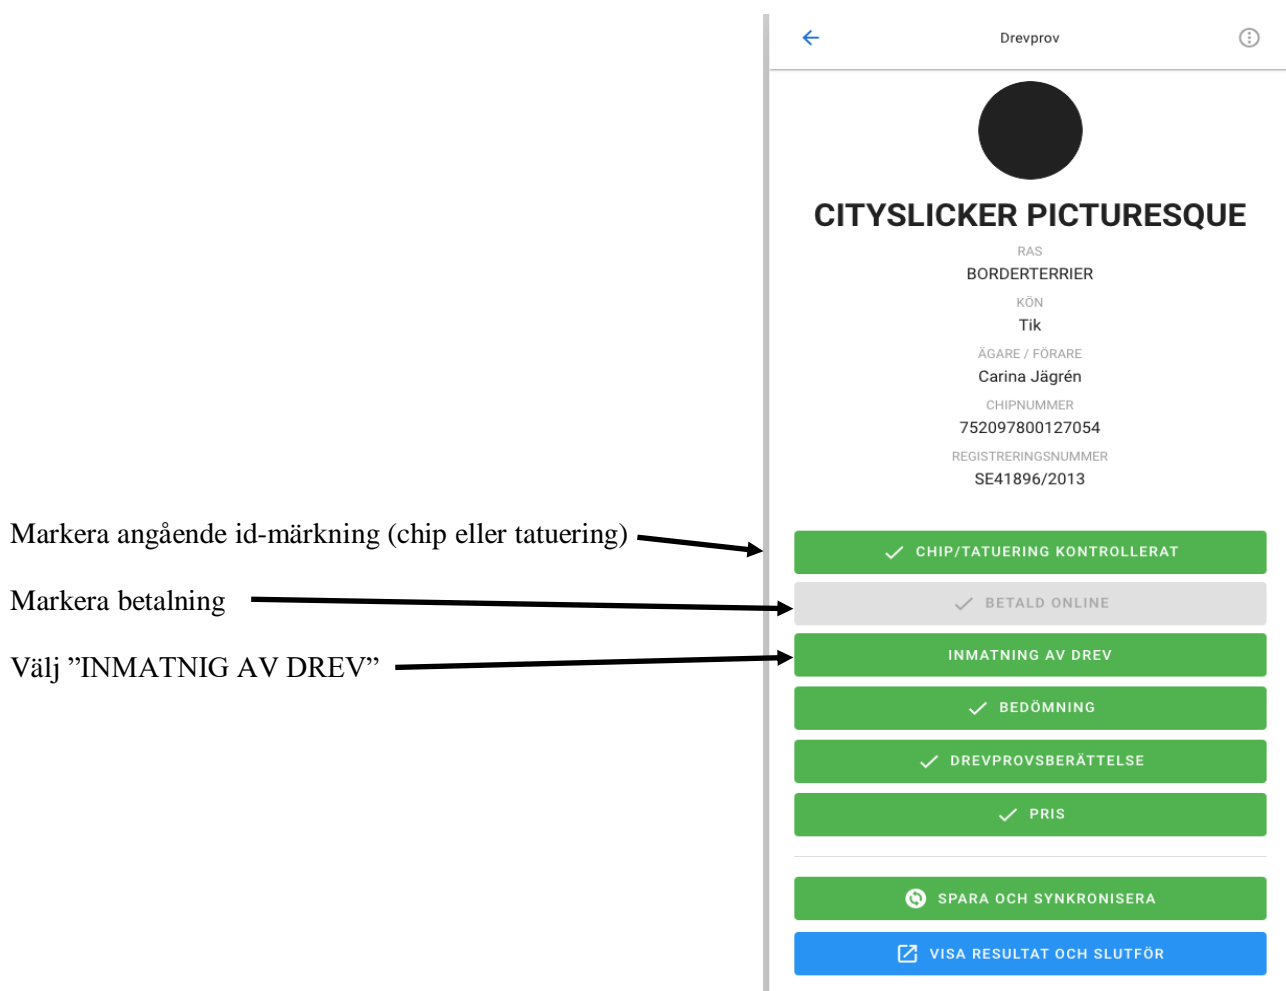 Drevprov
CITYSLICKER PICTURESQUE
RAS
BORDERTERRIER
KÖN
Tik
ÄGARE / FÖRARE
Carina Jägrén
CHIPNUMMER
752097800127054
REGISTRERINGSNUMMER
SE41896/2013
Markera angående id-märkning (chip eller tatuering)
CHIP/TATUERING KONTROLLERAT
Markera betalning
BETALD ONLINE
Välj ”INMATNIG AV DREV”
INMATNING AV DREV
BEDÖMNING
DREVPROVSBERÄTTELSE
PRIS
SPARA OCH SYNKRONISERA
VISA RESULTAT OCH SLUTFÖR